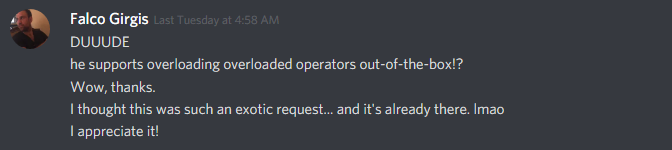 Falco Girgis Last Tuesday at 4:58 AM
DUUUDE
he supports overloading overloaded operators out-of-the-box!?
Wow, thanks.
I thought this was such an exotic request... and it's already there. lmao
I appreciate it!